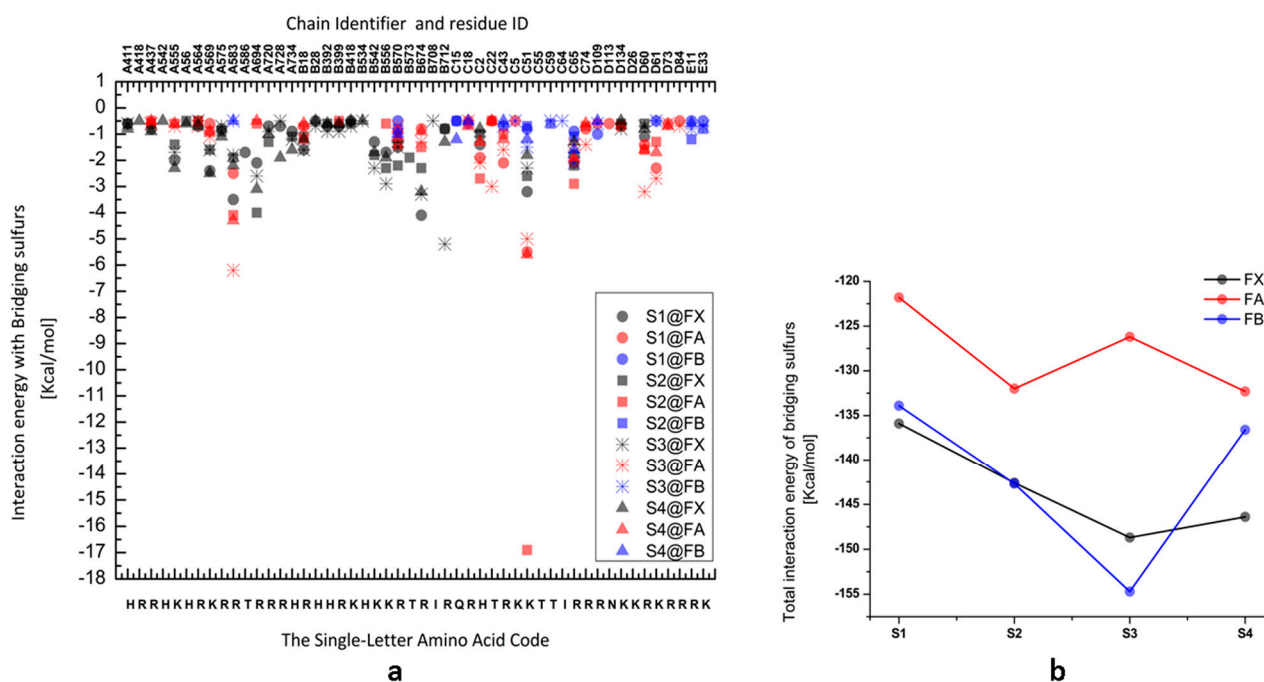 Chain Identifier and residue ID
A411 A418 A437 A542 A555 A56 A564 A569 A575 A583 A586 A694 A720 A728 A734 B18 B28 B392 B399 B418 B534 B542 B556 B570 B573 B674 B708 B712 C15 C18 C2 C22 C43 C5 C51 C55 C59 C64 C65 C74 D109 D113 D134 D26 D60 D61 D73 D84 E11 E33
Interaction energy with Bridging sulfurs
[Kcal/mol]
1
0
-1
-2
-3
-4
-5
-6
-7
-8
-9
-10
-11
-12
-13
-14
-15
-16
-17
-18
S1@FX
S1@FA
S1@FB
S2@FX
S2@FA
S2@FB
S3@FX
S3@FA
S3@FB
S4@FX
S4@FA
S4@FB
H R R H K H R K R R T R R R H R H H R K H K K R T R I R Q R H T R K K T T I R R R N K K R K R R R K
The Single-Letter Amino Acid Code
a
Total interaction energy of bridging sulfurs
[Kcal/mol]
-120
-125
-130
-135
-140
-145
-150
-155
FX
FA
FB
S1 S2 S3 S4
b